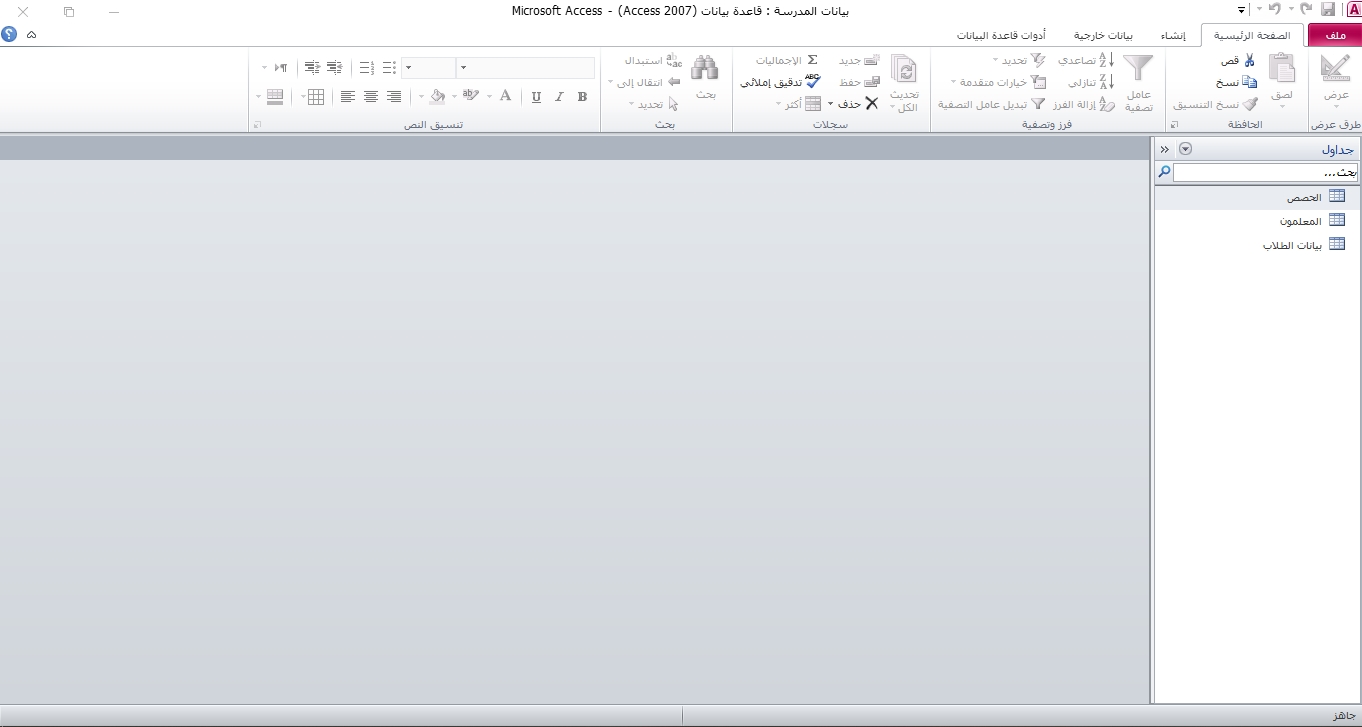 بيانات المدرسة : قاعدة بيانات (Access 2007) - Microsoft Access
ملف
الصفحة الرئيسية
إنشاء
بيانات خارجية
أدوات قاعدة البيانات
عرض
طرق عرض
لصق
قص
نسخ
نسخ التنسيق
الحافظة
عامل تصفية
تصاعدي
تنازلي
إزالة الفرز
تحديد
خيارات متقدمة
تبديل عامل التصفية
فرز وتصفية
تحديث الكل
جديد
حفظ
حذف
الإجماليات
تدقيق إملائي
أكثر
سجلات
بحث
استبدال
انتقال إلى
تحديد
بحث
تنسيق النص
جداول
بحث...
الحصص
المعلمون
بيانات الطلاب
جاهز